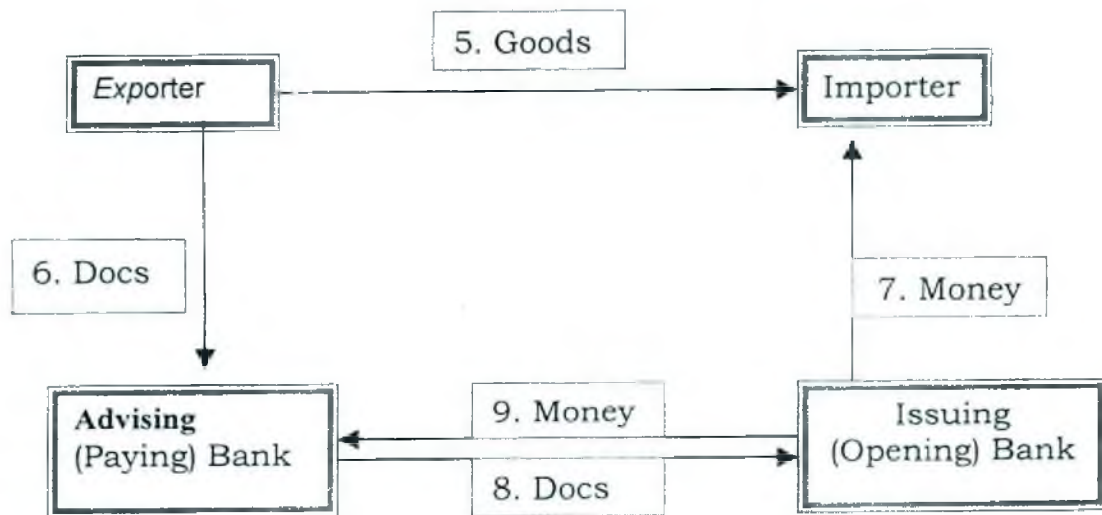 5. Goods
Exporter
Importer
6. Docs
7. Money
Advising
(Paying) Bank
9. Money
8. Docs
Issuing
(Opening) Bank